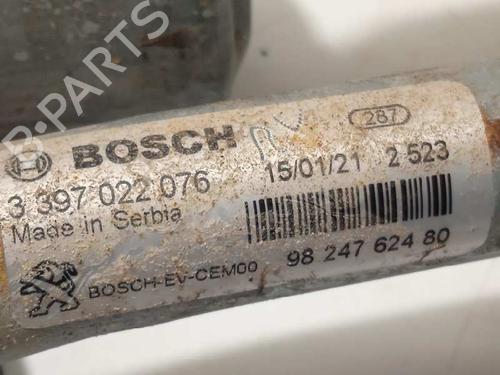 B-PARTS
BOSCH
287
3 397 022 076
15/01/21 2 523
Made in Serbia
98 247 624 80
BOSCH-EV-CEM00